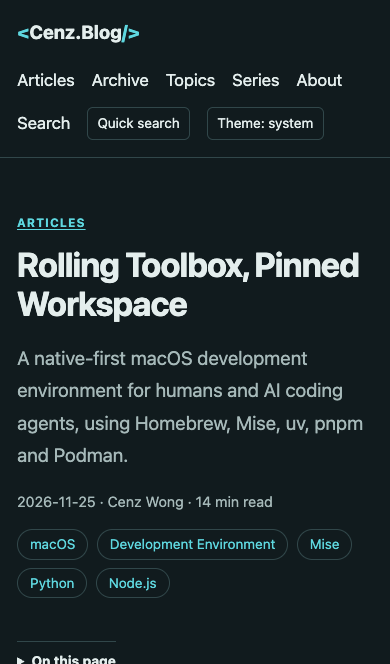 <Cenz.Blog/>
Articles Archive Topics Series About
Search Quick search Theme: system
ARTICLES
Rolling Toolbox, Pinned
Workspace
A native-first macOS development
environment for humans and AI coding
agents, using Homebrew, Mise, uv, pnpm
and Podman.
2026-11-25 · Cenz Wong · 14 min read
macOS Development Environment Mise
Python Node.js
On this page